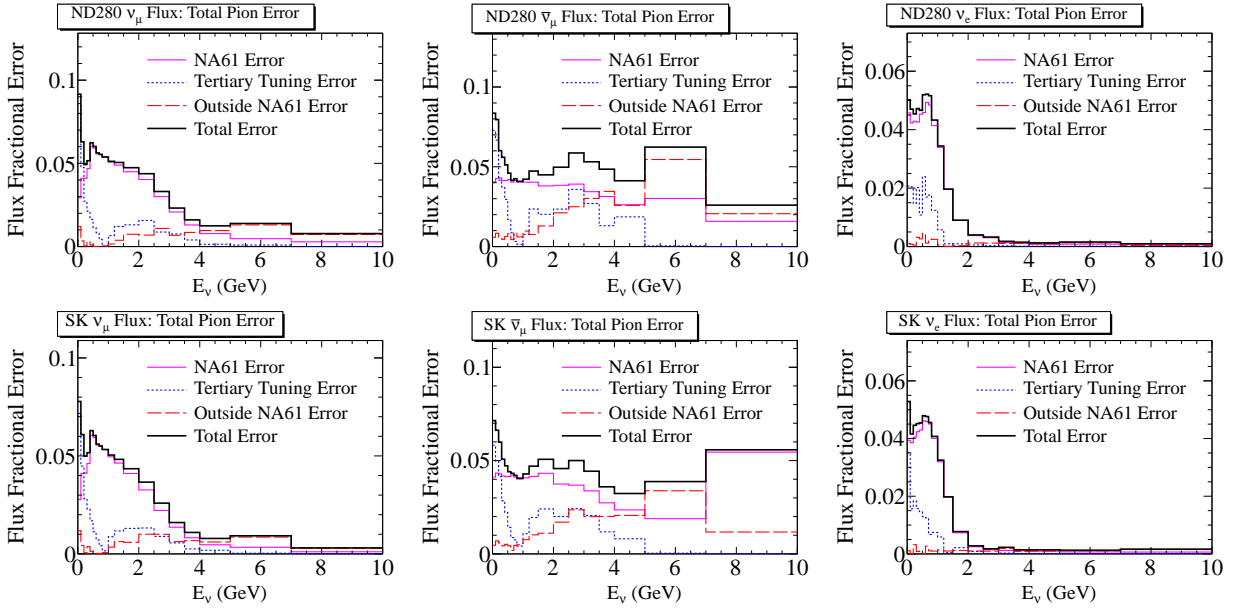 ND280 ν_μ Flux: Total Pion Error
Flux Fractional Error
0.1
0.05
0
NA61 Error
Tertiary Tuning Error
Outside NA61 Error
Total Error
0 2 4 6 8 10
E_ν (GeV)
ND280 ν̄_μ Flux: Total Pion Error
Flux Fractional Error
0.1
0.05
0
NA61 Error
Tertiary Tuning Error
Outside NA61 Error
Total Error
0 2 4 6 8 10
E_ν (GeV)
ND280 ν_e Flux: Total Pion Error
Flux Fractional Error
0.06
0.04
0.02
0.00
NA61 Error
Tertiary Tuning Error
Outside NA61 Error
Total Error
0 2 4 6 8 10
E_ν (GeV)
SK ν_μ Flux: Total Pion Error
Flux Fractional Error
0.1
0.05
0
NA61 Error
Tertiary Tuning Error
Outside NA61 Error
Total Error
0 2 4 6 8 10
E_ν (GeV)
SK ν̄_μ Flux: Total Pion Error
Flux Fractional Error
0.1
0.05
0
NA61 Error
Tertiary Tuning Error
Outside NA61 Error
Total Error
0 2 4 6 8 10
E_ν (GeV)
SK ν_e Flux: Total Pion Error
Flux Fractional Error
0.06
0.04
0.02
0.00
NA61 Error
Tertiary Tuning Error
Outside NA61 Error
Total Error
0 2 4 6 8 10
E_ν (GeV)